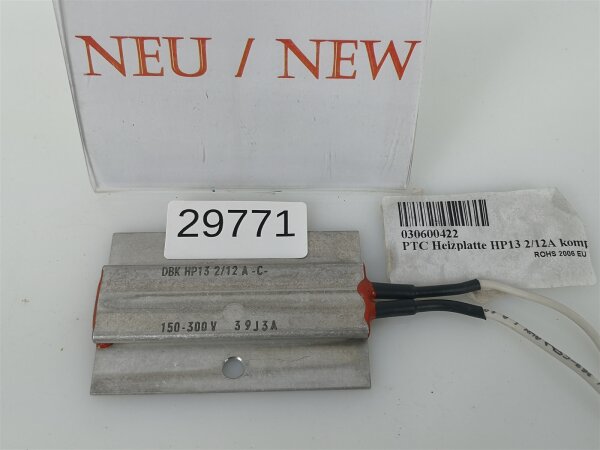 NEU / NEW
29771
030600422
PTC Heizplatte HP13 2/12A komp
ROHS 2006 EU
DBK HP13 2/12 A -C-
150-300V 39J3A